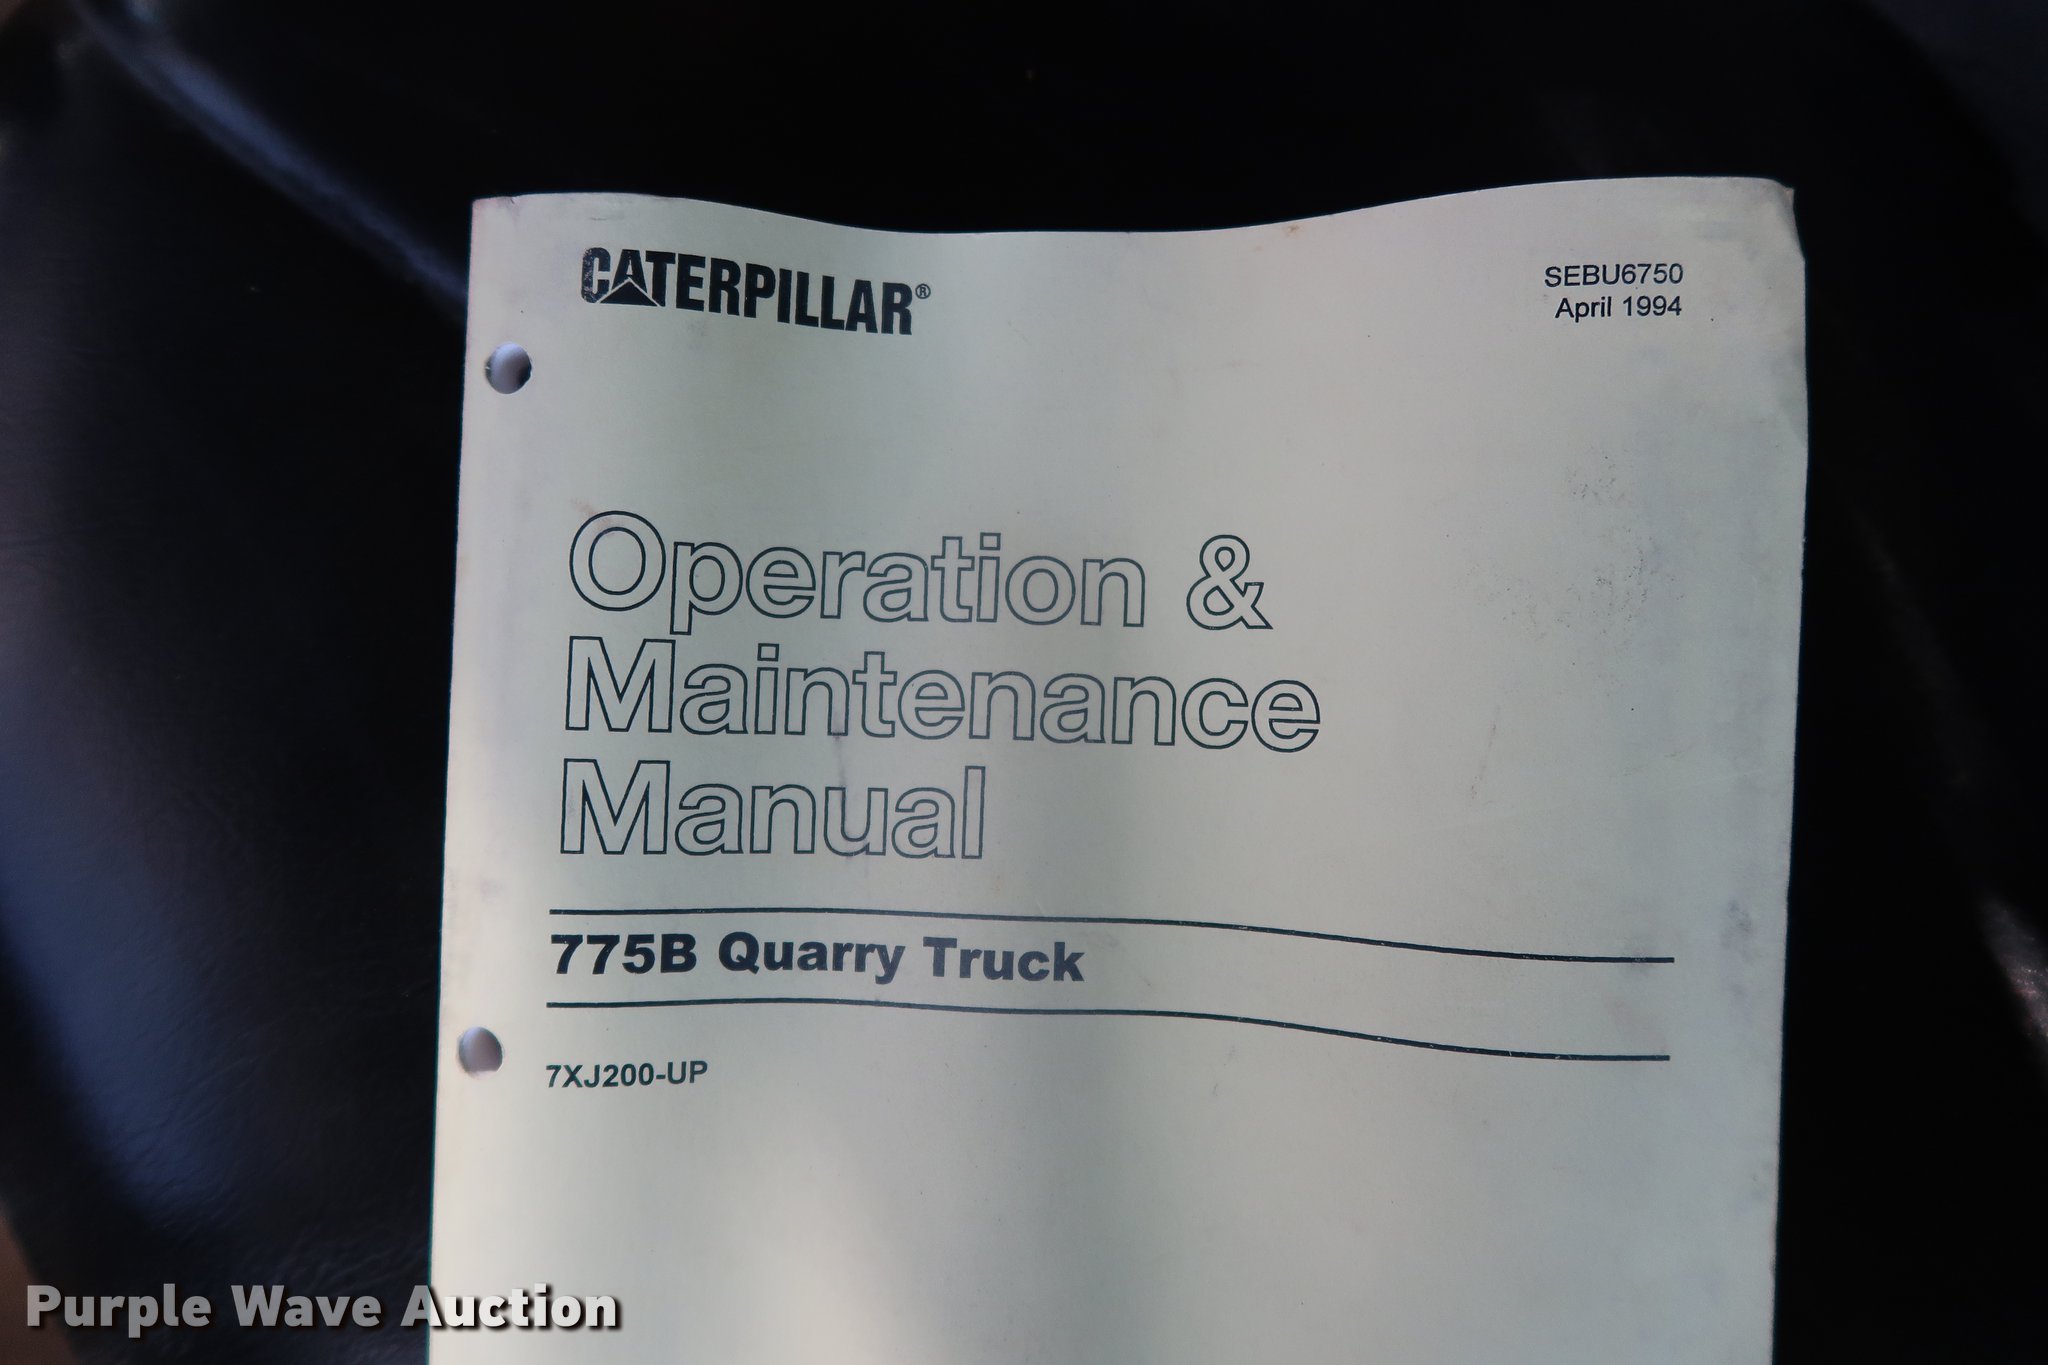 CATERPILLAR®
SEBU6750
April 1994
Operation &
Maintenance
Manual
775B Quarry Truck
7XJ200-UP
Purple Wave Auction